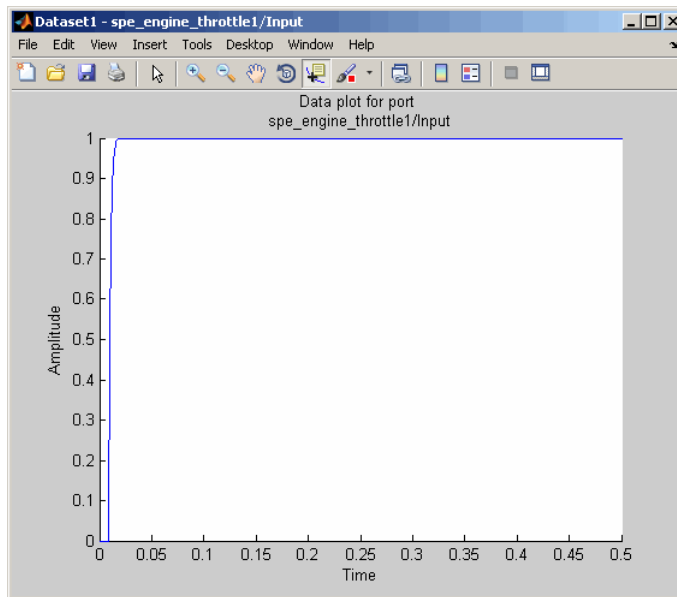 Dataset1 - spe_engine_throttle1/Input
File Edit View Insert Tools Desktop Window Help
Data plot for port
spe_engine_throttle1/Input
1
0.9
0.8
0.7
0.6
0.5
0.4
0.3
0.2
0.1
0
Amplitude
0 0.05 0.1 0.15 0.2 0.25 0.3 0.35 0.4 0.45 0.5
Time